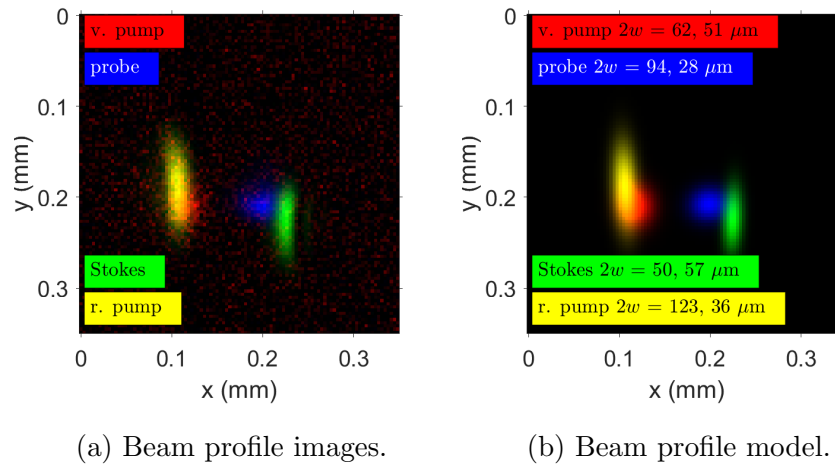 0
v. pump
probe
0.1
y (mm)
0.2
Stokes
0.3
r. pump
0 0.1 0.2 0.3
x (mm)
(a) Beam profile images.
0
v. pump 2w = 62, 51 μm
probe 2w = 94, 28 μm
0.1
y (mm)
0.2
Stokes 2w = 50, 57 μm
0.3
r. pump 2w = 123, 36 μm
0 0.1 0.2 0.3
x (mm)
(b) Beam profile model.